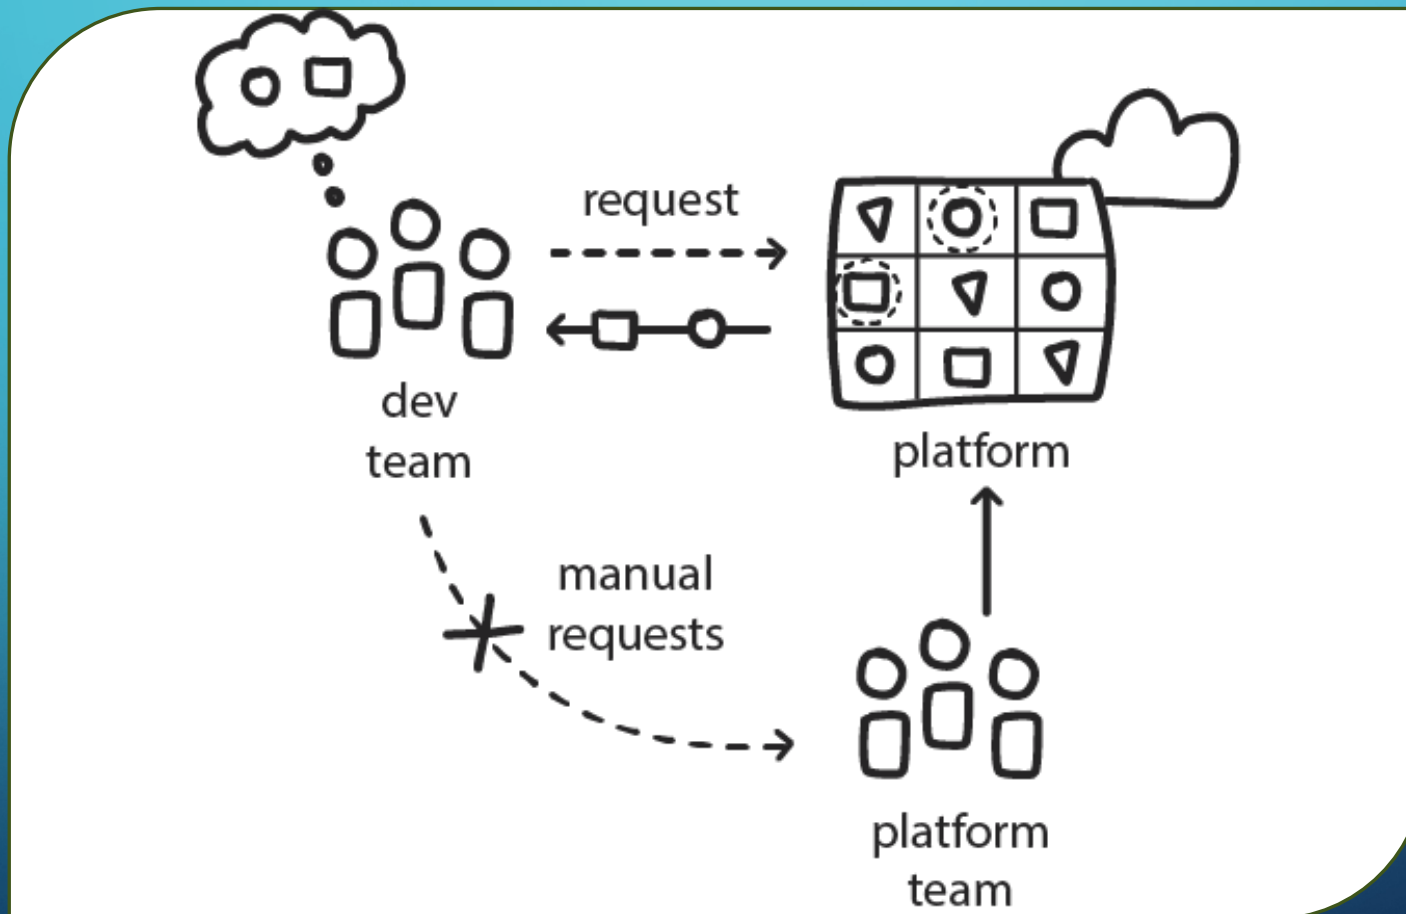 request
dev
team
platform
manual
requests
platform
team